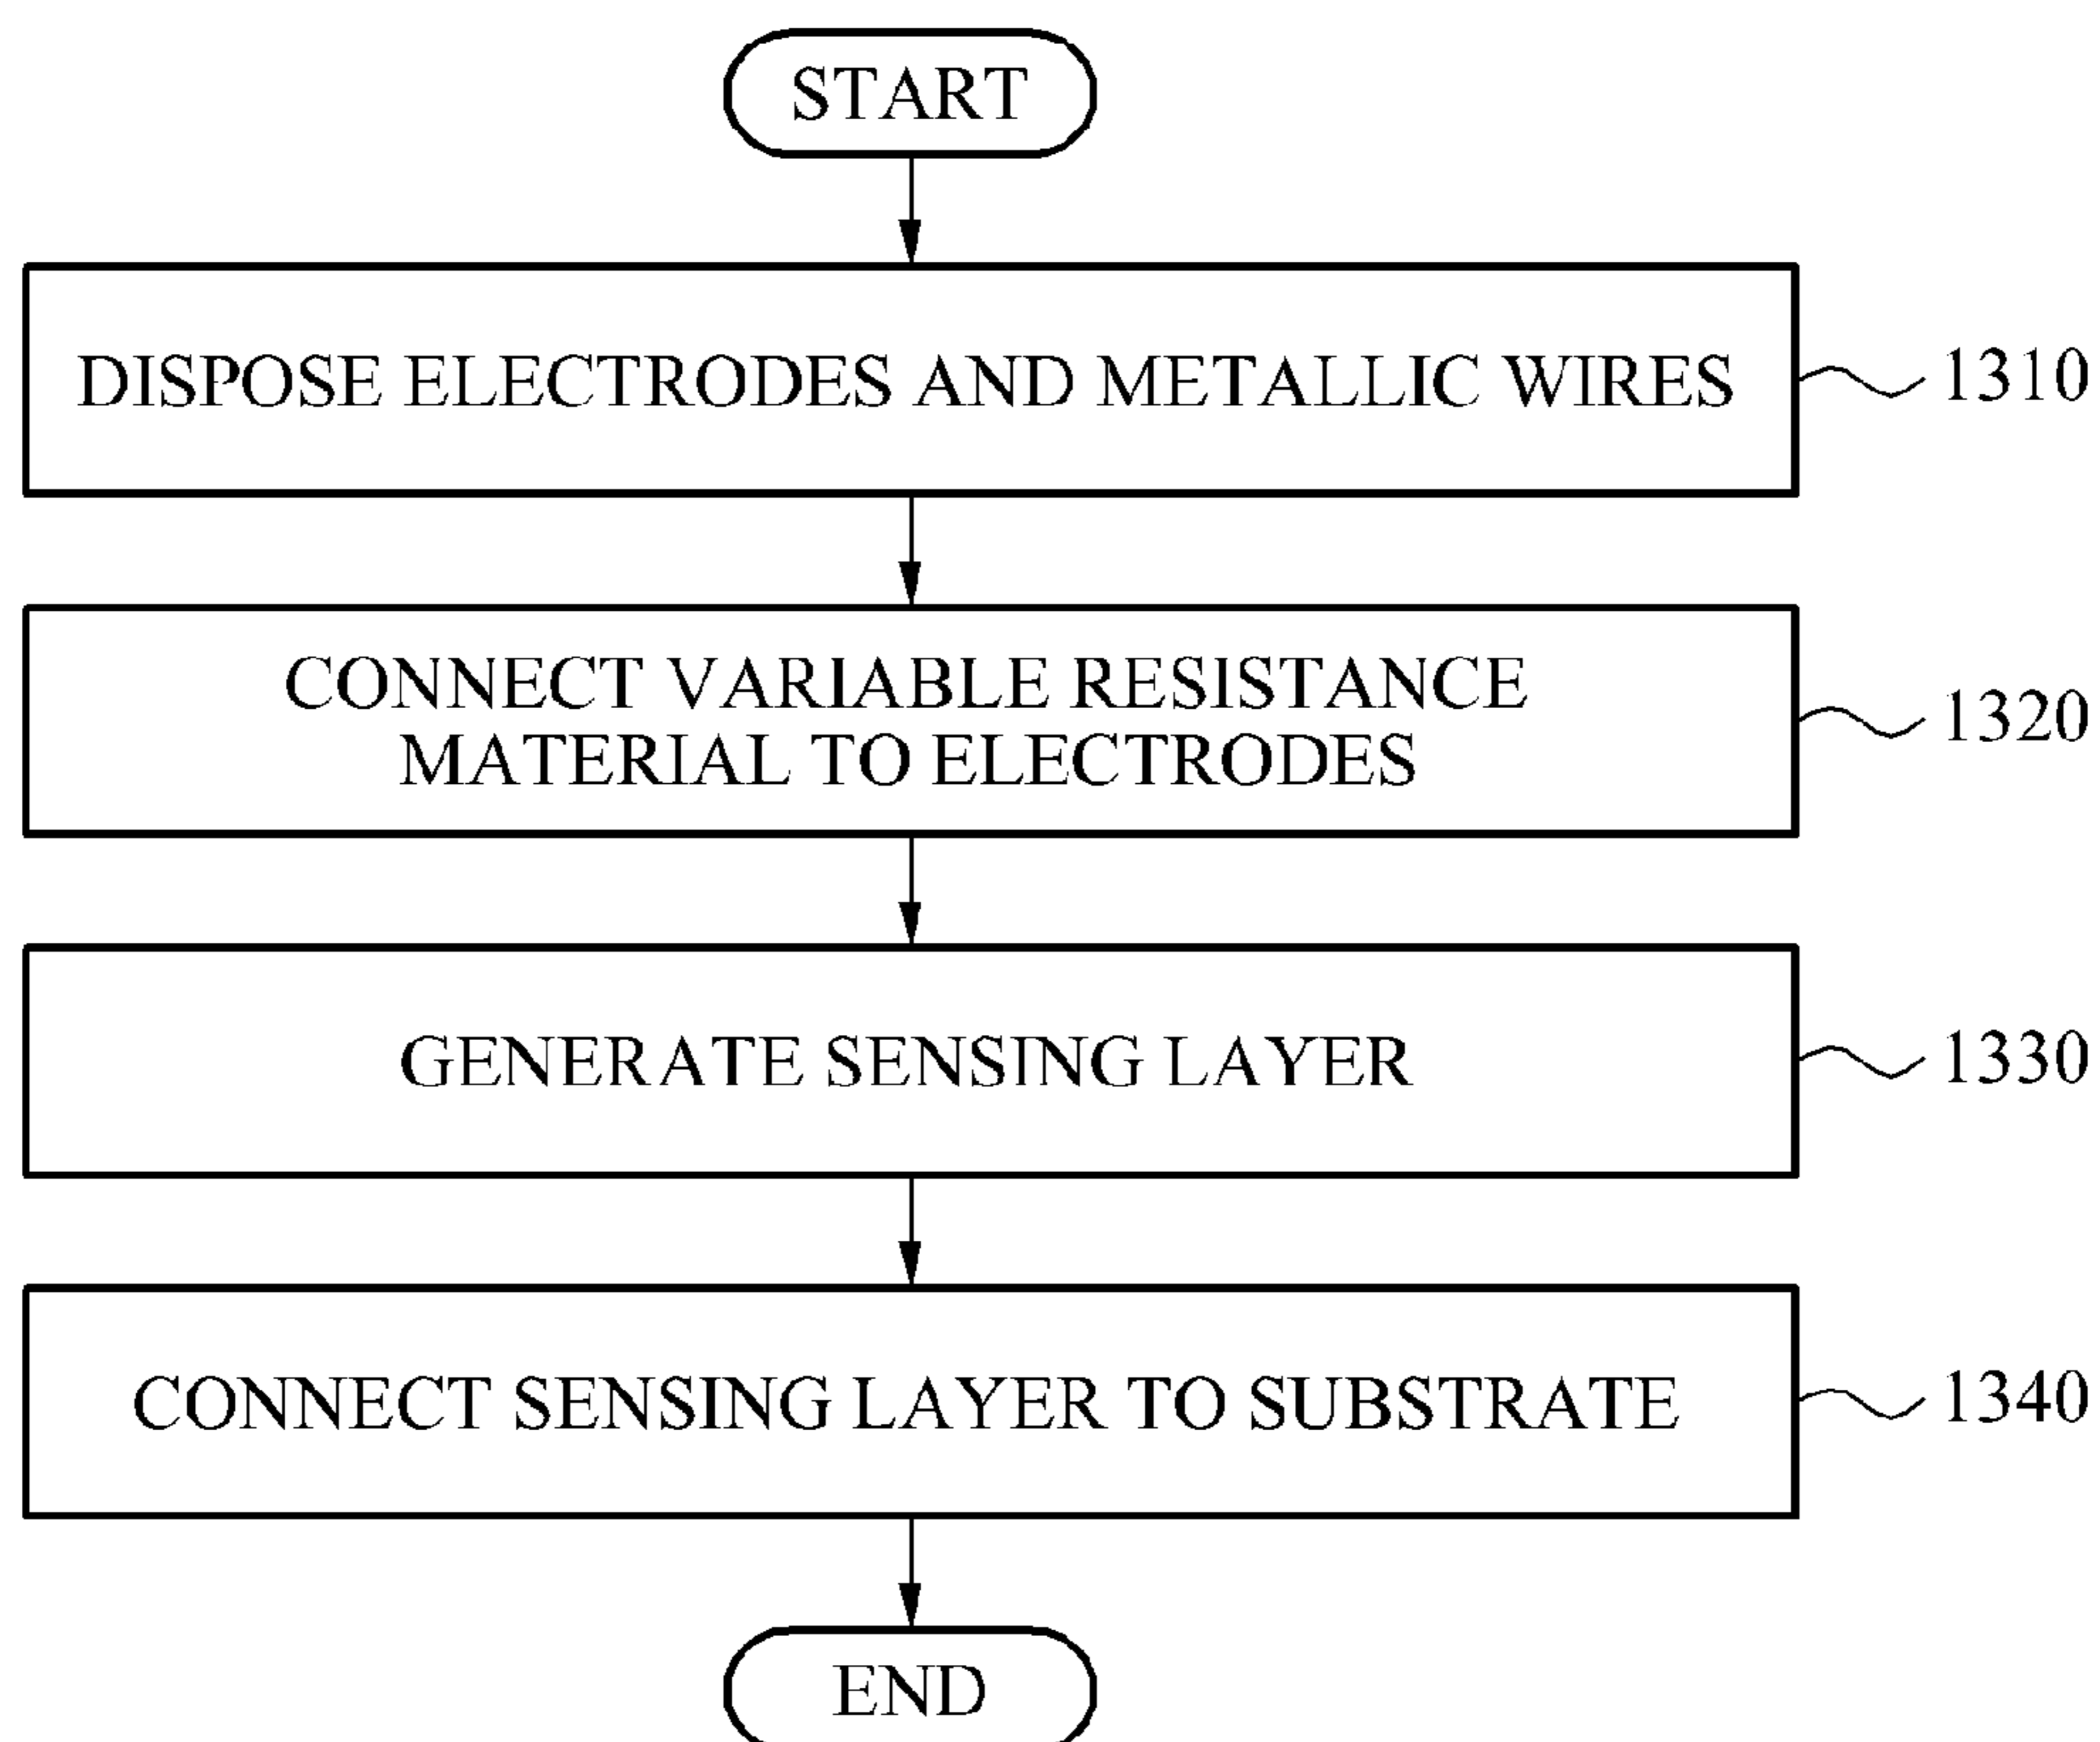 START
DISPOSE ELECTRODES AND METALLIC WIRES
1310
CONNECT VARIABLE RESISTANCE
MATERIAL TO ELECTRODES
1320
GENERATE SENSING LAYER
1330
CONNECT SENSING LAYER TO SUBSTRATE
1340
END